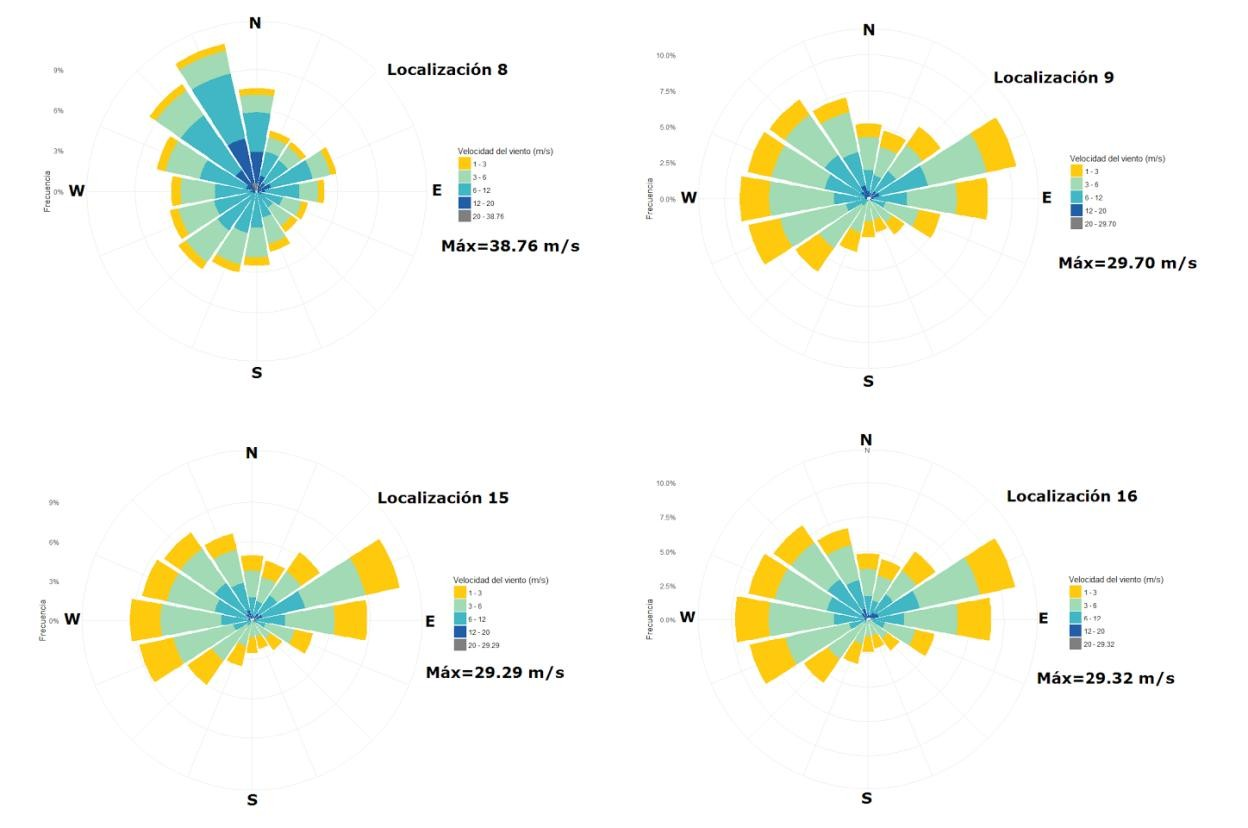 N
Localización 8
9%
6%
3%
0%
Frecuencia
W
E
Velocidad del viento (m/s)
1 - 3
3 - 6
6 - 12
12 - 20
20 - 38.76
Máx=38.76 m/s
S
N
Localización 9
10.0%
7.5%
5.0%
2.5%
0.0%
Frecuencia
W
E
Velocidad del viento (m/s)
1 - 3
3 - 6
6 - 12
12 - 20
20 - 29.70
Máx=29.70 m/s
S
N
Localización 15
9%
6%
3%
0%
Frecuencia
W
E
Velocidad del viento (m/s)
1 - 3
3 - 6
6 - 12
12 - 20
20 - 29.29
Máx=29.29 m/s
S
N
N
Localización 16
10.0%
7.5%
5.0%
2.5%
0.0%
Frecuencia
W
E
Velocidad del viento (m/s)
1 - 3
3 - 6
6 - 12
12 - 20
20 - 29.32
Máx=29.32 m/s
S